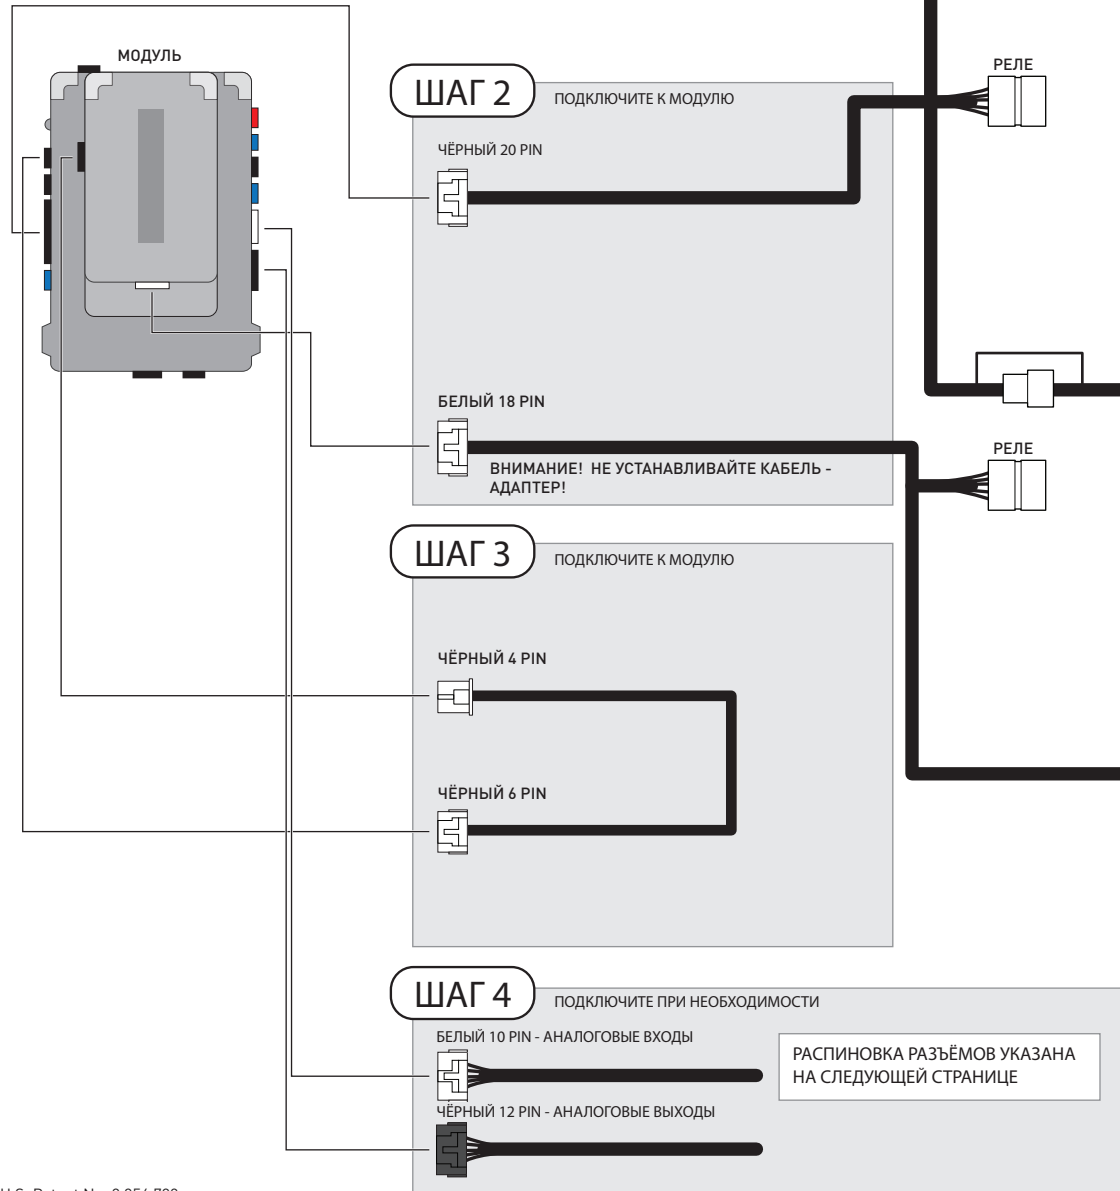 МОДУЛЬ
РЕЛЕ
ШАГ 2
ПОДКЛЮЧИТЕ К МОДУЛЮ
ЧЁРНЫЙ 20 PIN
БЕЛЫЙ 18 PIN
ВНИМАНИЕ! НЕ УСТАНАВЛИВАЙТЕ КАБЕЛЬ -
АДАПТЕР!
РЕЛЕ
ШАГ 3
ПОДКЛЮЧИТЕ К МОДУЛЮ
ЧЁРНЫЙ 4 PIN
ЧЁРНЫЙ 6 PIN
ШАГ 4
ПОДКЛЮЧИТЕ ПРИ НЕОБХОДИМОСТИ
БЕЛЫЙ 10 PIN - АНАЛОГОВЫЕ ВХОДЫ
РАСПИНОВКА РАЗЪЁМОВ УКАЗАНА
НА СЛЕДУЮЩЕЙ СТРАНИЦЕ
ЧЁРНЫЙ 12 PIN - АНАЛОГОВЫЕ ВЫХОДЫ